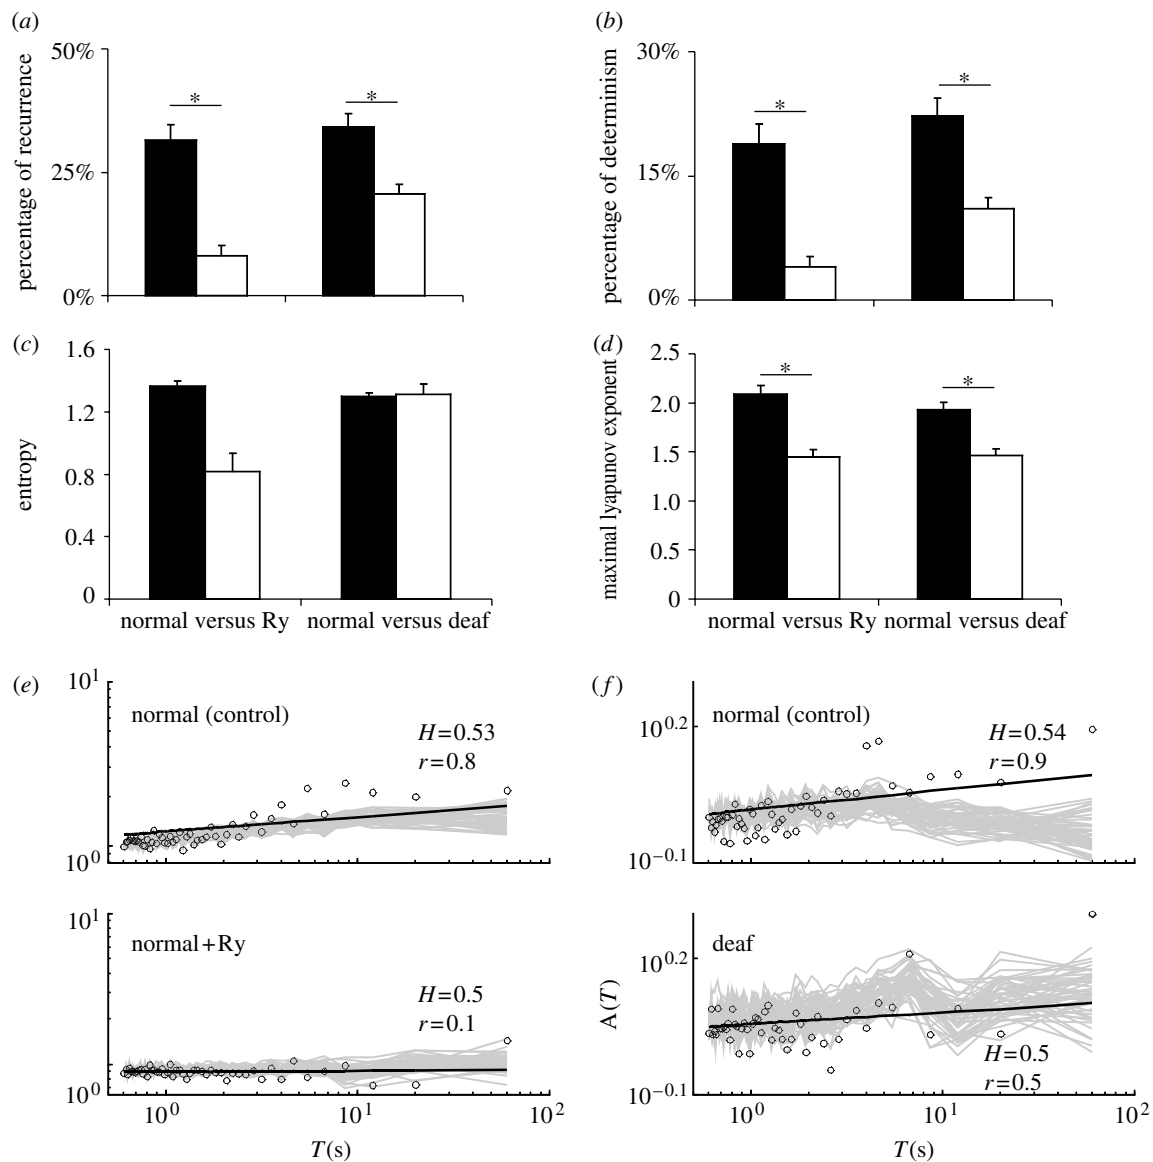 (a)
50%
25%
0%
percentage of recurrence
*
*
(b)
30%
15%
0%
percentage of determinism
*
*
(c)
1.6
1.2
0.8
0.4
0
entropy
normal versus Ry
normal versus deaf
(d)
2.5
2.0
1.5
1.0
0.5
0
maximal lyapunov exponent
*
*
normal versus Ry
normal versus deaf
(e)
10¹
10⁰
normal (control)
H=0.53
r=0.8
10¹
10⁰
normal+Ry
H=0.5
r=0.1
10⁰
10¹
10²
T(s)
(f)
10⁰·²
10⁻⁰·¹
normal (control)
H=0.54
r=0.9
A(T)
10⁰·²
10⁻⁰·¹
deaf
H=0.5
r=0.5
10⁰
10¹
10²
T(s)